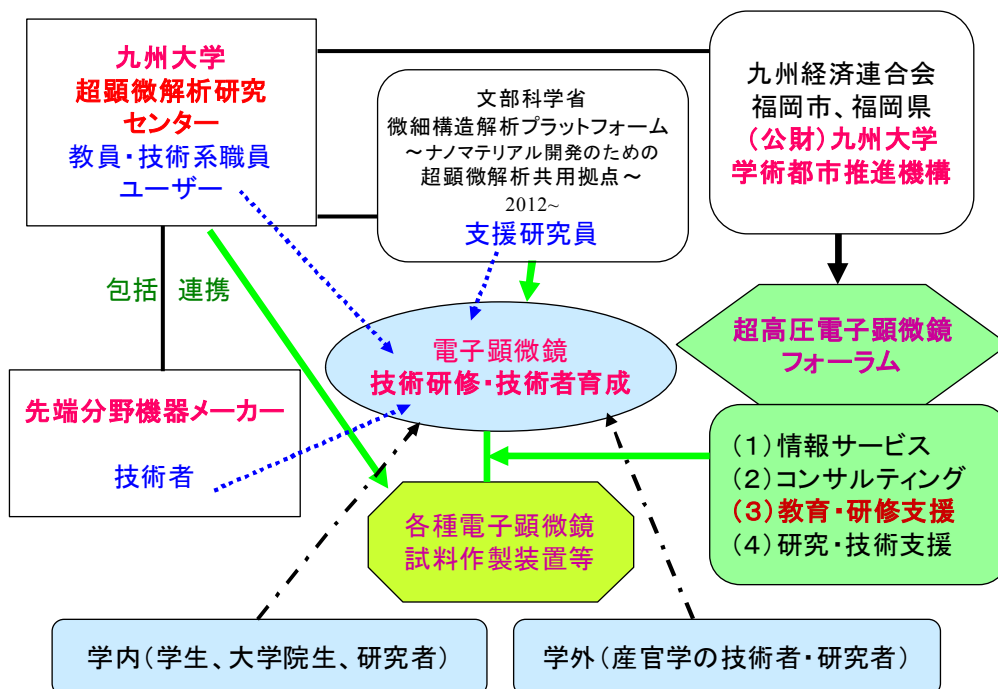 九州大学
超顕微解析研究
センター
教員・技術系職員
ユーザー
文部科学省
微細構造解析プラットフォーム
～ナノマテリアル開発のための
超顕微解析共用拠点～
2012~
支援研究員
九州経済連合会
福岡市、福岡県
(公財)九州大学
学術都市推進機構
包括 連携
超高圧電子顕微鏡
フォーラム
電子顕微鏡
技術研修・技術者育成
先端分野機器メーカー
技術者
(1)情報サービス
(2)コンサルティング
(3)教育・研修支援
(4)研究・技術支援
各種電子顕微鏡
試料作製装置等
学内(学生、大学院生、研究者)
学外(産官学の技術者・研究者)